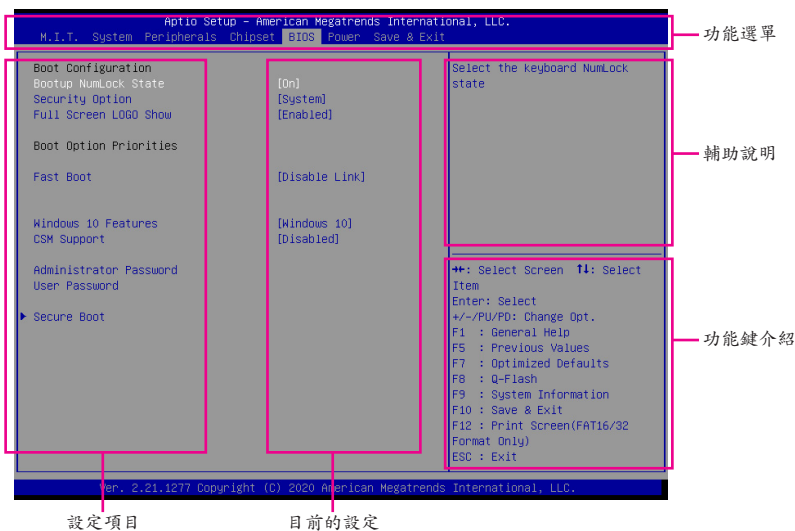 Aptio Setup – American Megatrends International, LLC.
M.I.T. System Peripherals Chipset BIOS Power Save & Exit
功能選單
Boot Configuration
Bootup NumLock State [On]
Security Option [System]
Full Screen LOGO Show [Enabled]
Boot Option Priorities
Fast Boot [Disable Link]
Windows 10 Features [Windows 10]
CSM Support [Disabled]
Administrator Password
User Password
Secure Boot
Select the keyboard NumLock
state
輔助說明
→←: Select Screen ↑↓: Select
Item
Enter: Select
+/-/PU/PD: Change Opt.
F1 : General Help
F5 : Previous Values
F7 : Optimized Defaults
F8 : Q-Flash
F9 : System Information
F10 : Save & Exit
F12 : Print Screen(FAT16/32
Format Only)
ESC : Exit
功能鍵介紹
Ver. 2.21.1277 Copyright (C) 2020 American Megatrends International, LLC.
設定項目
目前的設定